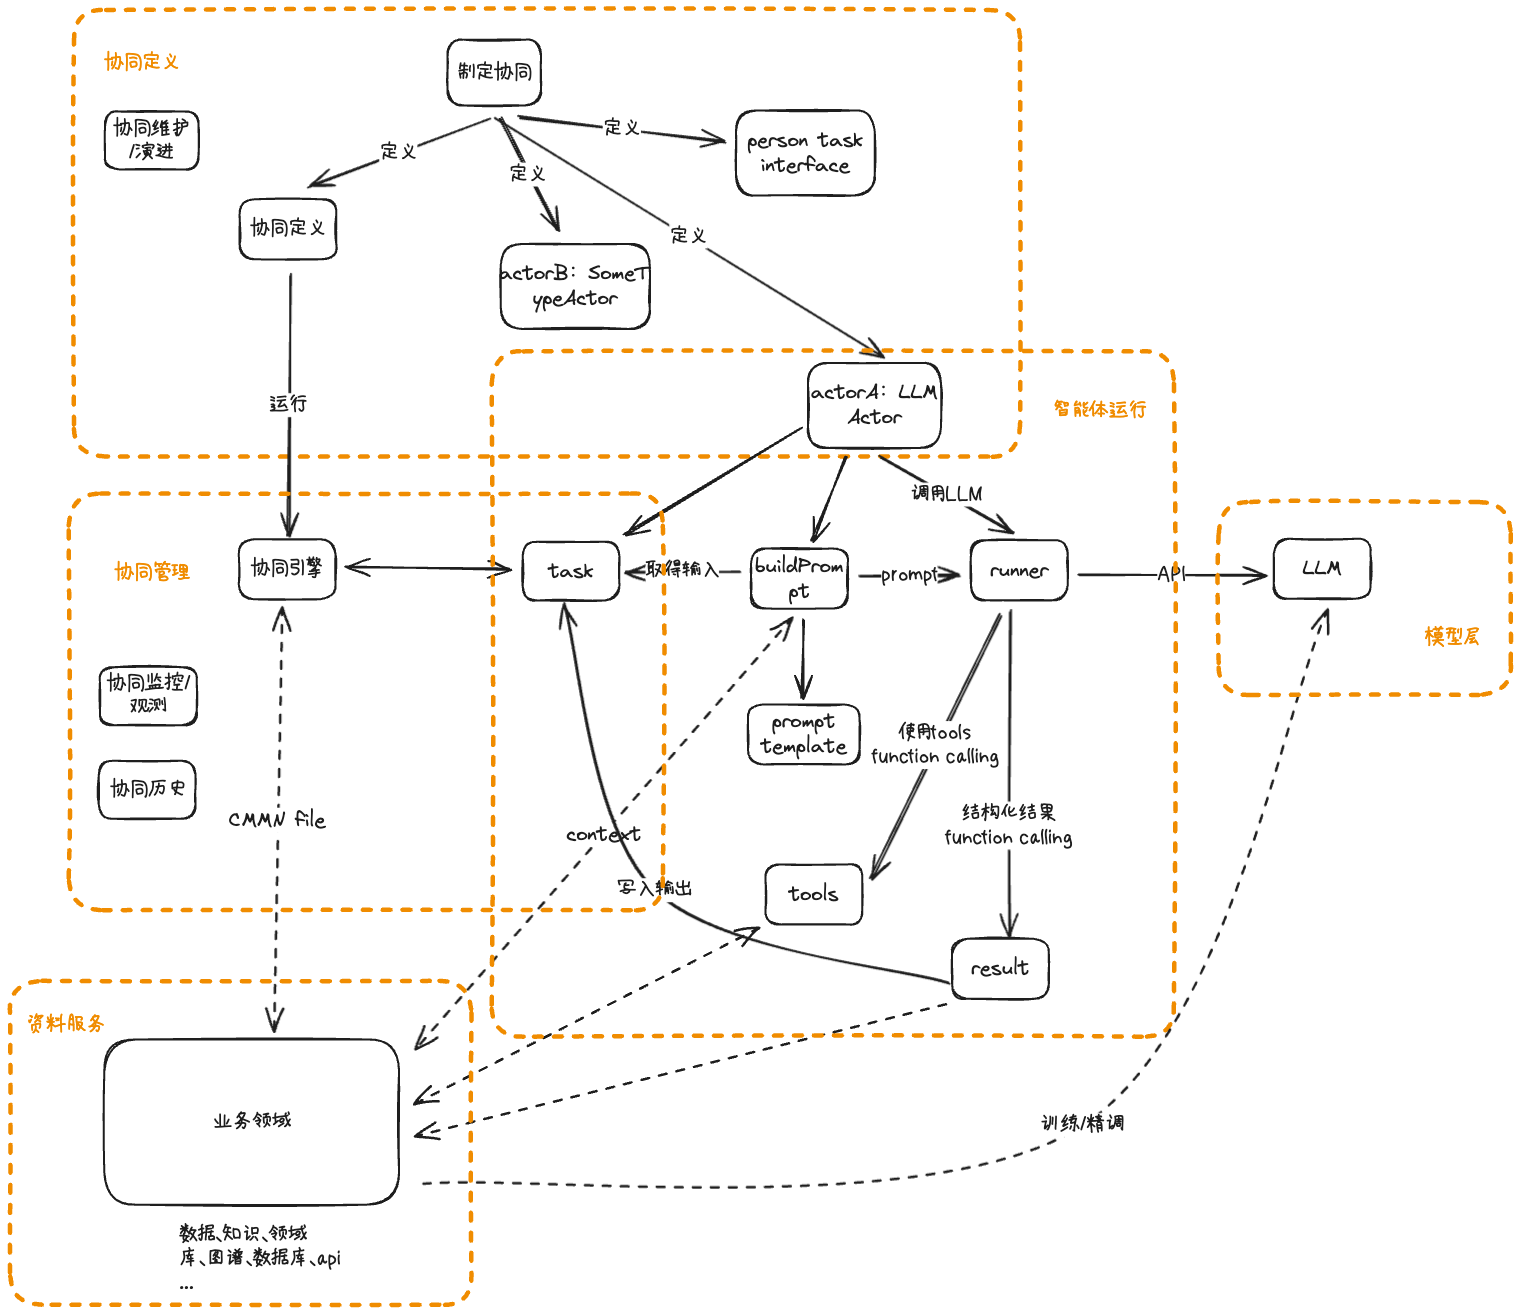 协同定义
制定协同
协同维护
/演进
定义
person task
interface
定义
定义
协同定义
定义
actorB: SomeT
ypeActor
actorA: LLM
Actor
运行
智能体运行
调用LLM
协同管理
协同引擎
task
取得输入
buildProm
pt
prompt
runner
API
LLM
模型层
协同监控/
观测
prompt
template
使用tools
function calling
协同历史
CMMN file
结构化结果
function calling
context
写入输出
tools
result
资料服务
业务领域
训练/精调
数据、知识、领域
库、图谱、数据库、api
...